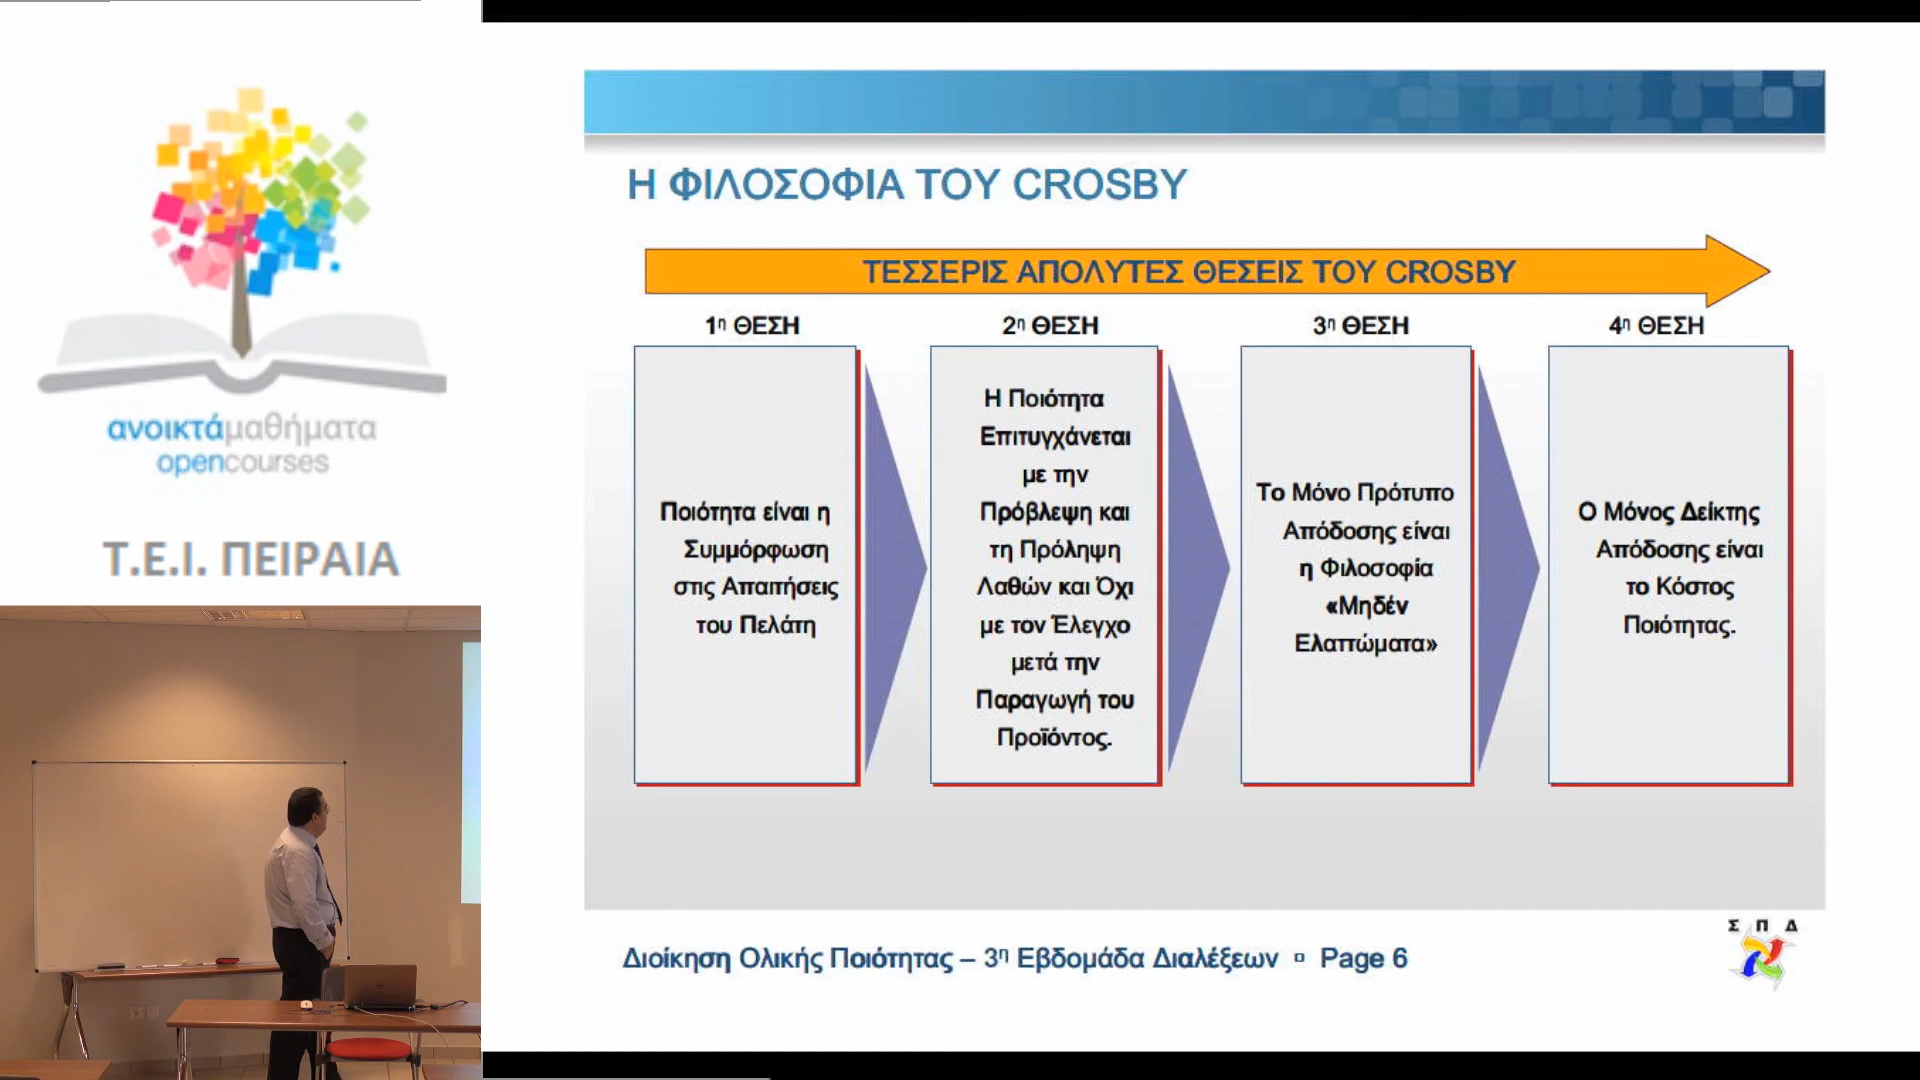 ανοικτάμαθήματα
opencourses
Τ.Ε.Ι. ΠΕΙΡΑΙΑ
Η ΦΙΛΟΣΟΦΙΑ ΤΟΥ CROSBY
ΤΕΣΣΕΡΙΣ ΑΠΟΛΥΤΕΣ ΘΕΣΕΙΣ ΤΟΥ CROSBY
1η ΘΕΣΗ
Ποιότητα είναι η
Συμμόρφωση
στις Απαιτήσεις
του Πελάτη
2η ΘΕΣΗ
Η Ποιότητα
Επιτυγχάνεται
με την
Πρόβλεψη και
τη Πρόληψη
Λαθών και Όχι
με τον Έλεγχο
μετά την
Παραγωγή του
Προϊόντος.
3η ΘΕΣΗ
Το Μόνο Πρότυπο
Απόδοσης είναι
η Φιλοσοφία
«Μηδέν
Ελαττώματα»
4η ΘΕΣΗ
Ο Μόνος Δείκτης
Απόδοσης είναι
το Κόστος
Ποιότητας.
Διοίκηση Ολικής Ποιότητας – 3η Εβδομάδα Διαλέξεων ▫ Page 6
Σ Π Δ